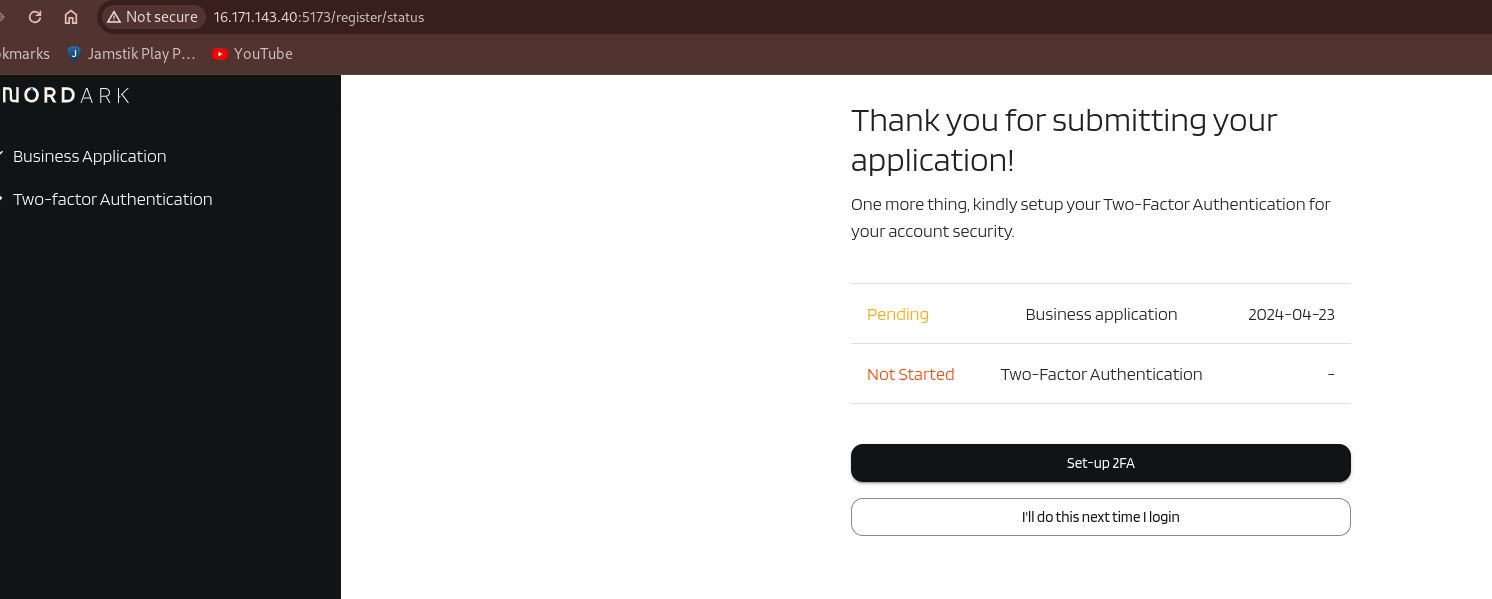 Not secure 16.171.143.40:5173/register/status
kmarks Jamstik Play P... YouTube
NORDARK
Business Application
Two-factor Authentication
Thank you for submitting your
application!
One more thing, kindly setup your Two-Factor Authentication for
your account security.
Pending Business application 2024-04-23
Not Started Two-Factor Authentication -
Set-up 2FA
I'll do this next time I login